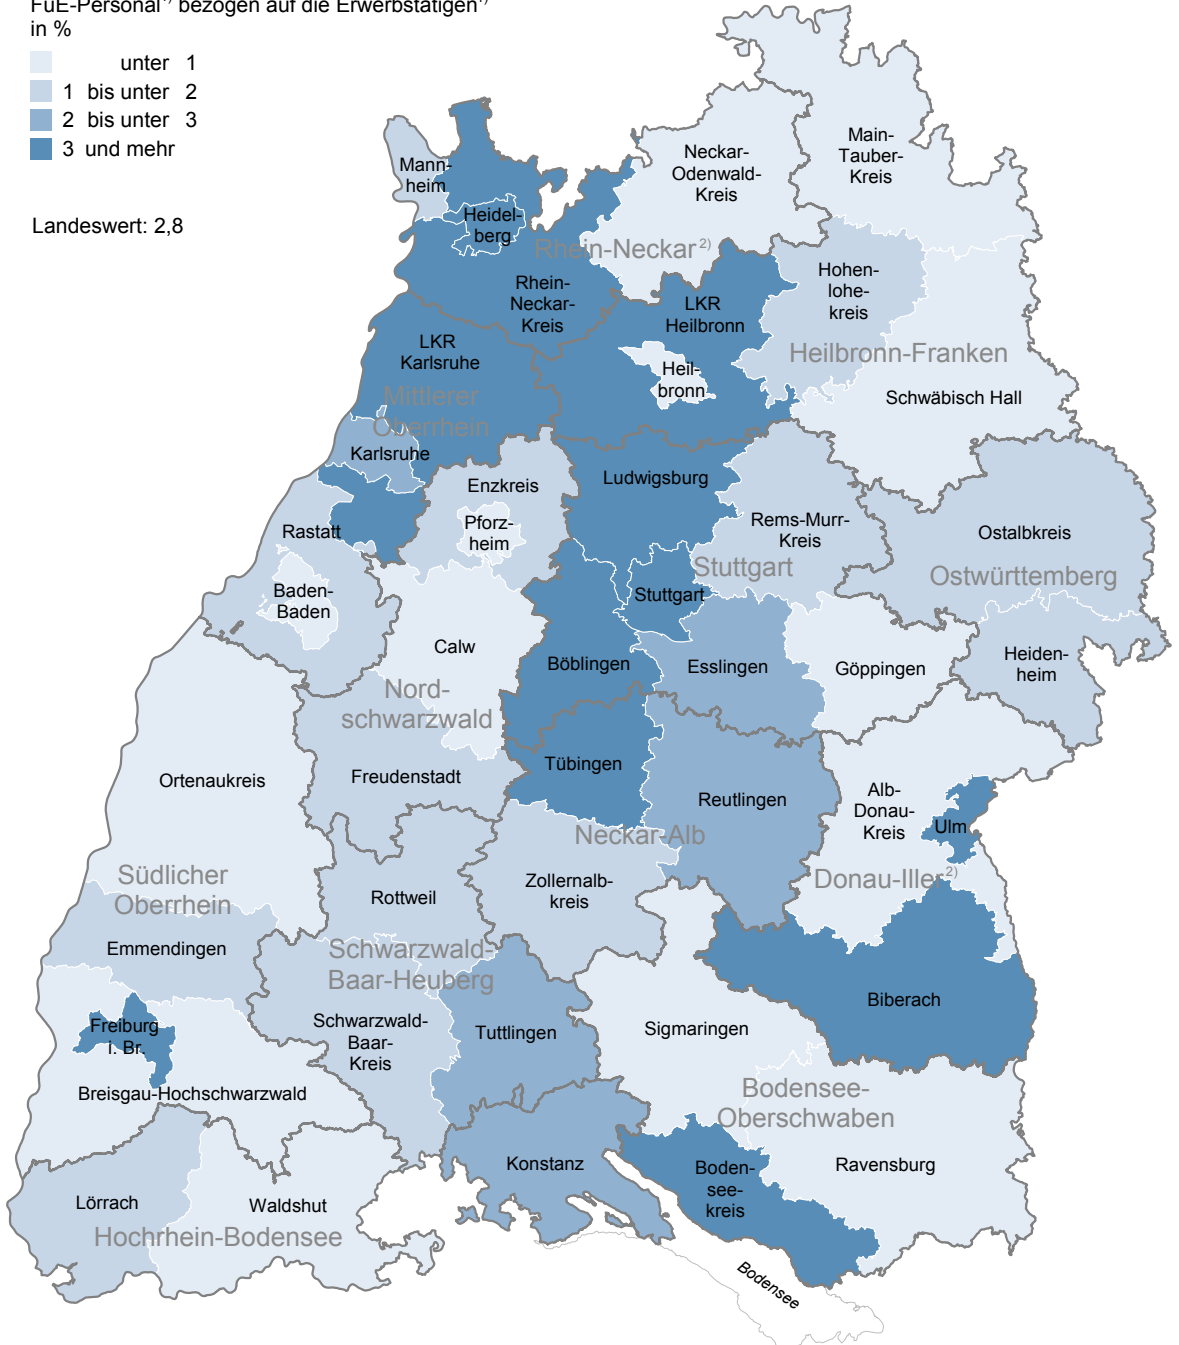 FuE-Personal bezogen auf die Erwerbstätigen
in %
unter 1
1 bis unter 2
2 bis unter 3
3 und mehr
Landeswert: 2,8
Main-
Tauber-
Kreis
Neckar-
Odenwald-
Kreis
Mann-
heim
Heidel-
berg
Rhein-Neckar 2)
Rhein-
Neckar-
Kreis
Hohen-
lohe-
kreis
LKR
Heilbronn
LKR
Karlsruhe
Heilbronn-Franken
Heil-
bronn
Schwäbisch Hall
Mittlerer
Oberrhein
Karlsruhe
Ludwigsburg
Enzkreis
Pforz-
heim
Rems-Murr-
Kreis
Ostalbkreis
Rastatt
Stuttgart
Ostwürttemberg
Baden-
Baden
Stuttgart
Calw
Böblingen
Esslingen
Göppingen
Heiden-
heim
Nord-
schwarzwald
Ortenaukreis
Freudenstadt
Tübingen
Reutlingen
Alb-
Donau-
Kreis
Ulm
Neckar-Alb
Südlicher
Oberrhein
Rottweil
Zollernalb-
kreis
Donau-Iller 2)
Emmendingen
Schwarzwald-
Baar-Heuberg
Biberach
Freiburg
i. Br.
Schwarzwald-
Baar-
Kreis
Tuttlingen
Sigmaringen
Breisgau-Hochschwarzwald
Bodensee-
Oberschwaben
Konstanz
Boden-
see-
kreis
Ravensburg
Lörrach
Waldshut
Hochrhein-Bodensee
Bodensee